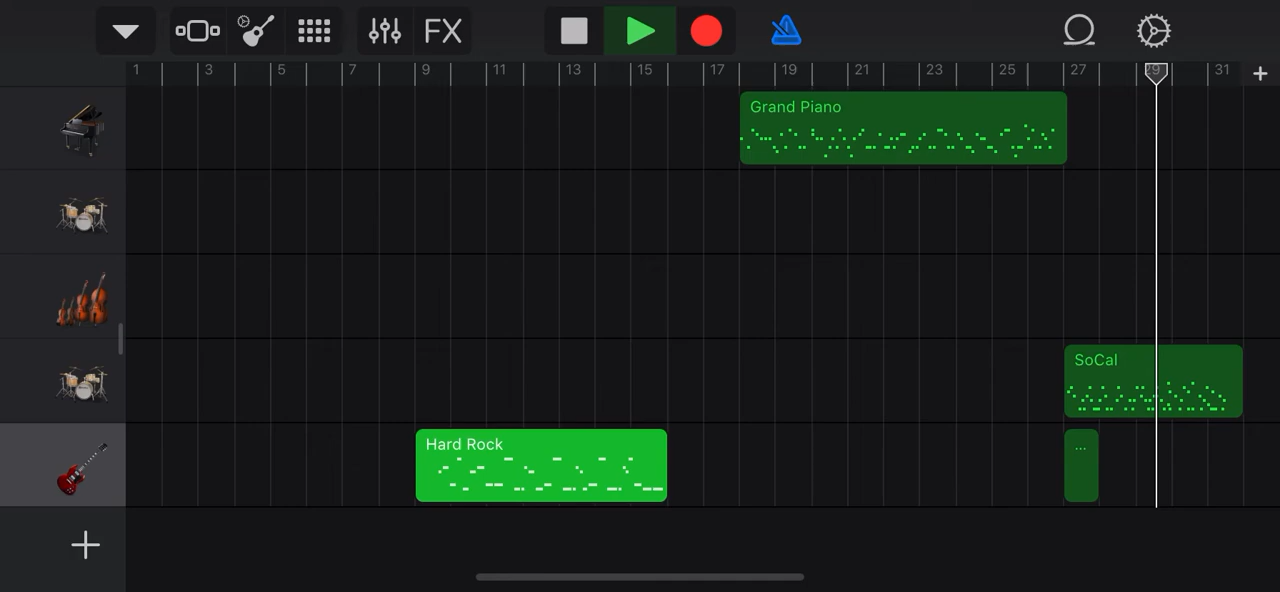 FX
1 3 5 7 9 11 13 15 17 19 21 23 25 27 29 31
Grand Piano
SoCal
Hard Rock
...